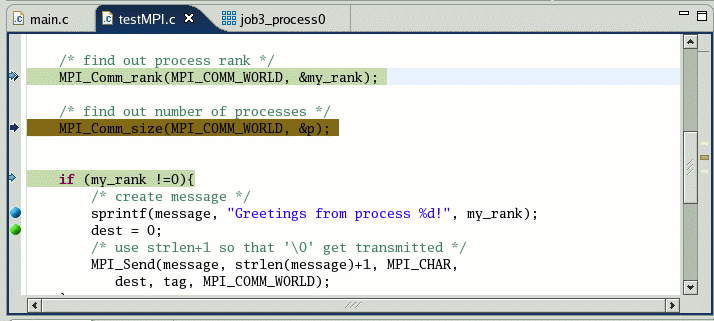 main.c
testMPI.c
job3_process0
/* find out process rank */
MPI_Comm_rank(MPI_COMM_WORLD, &my_rank);
/* find out number of processes */
MPI_Comm_size(MPI_COMM_WORLD, &p);
if (my_rank !=0){
/* create message */
sprintf(message, "Greetings from process %d!", my_rank);
dest = 0;
/* use strlen+1 so that '\0' get transmitted */
MPI_Send(message, strlen(message)+1, MPI_CHAR,
dest, tag, MPI_COMM_WORLD);